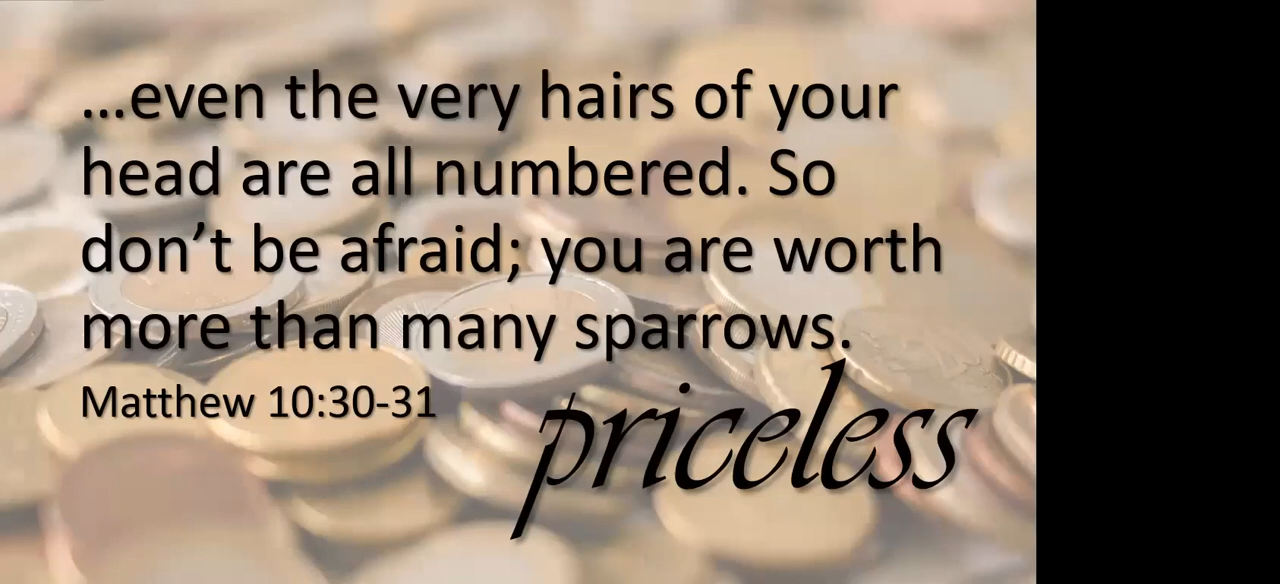 …even the very hairs of your
head are all numbered. So
don’t be afraid; you are worth
more than many sparrows.
Matthew 10:30-31
priceless